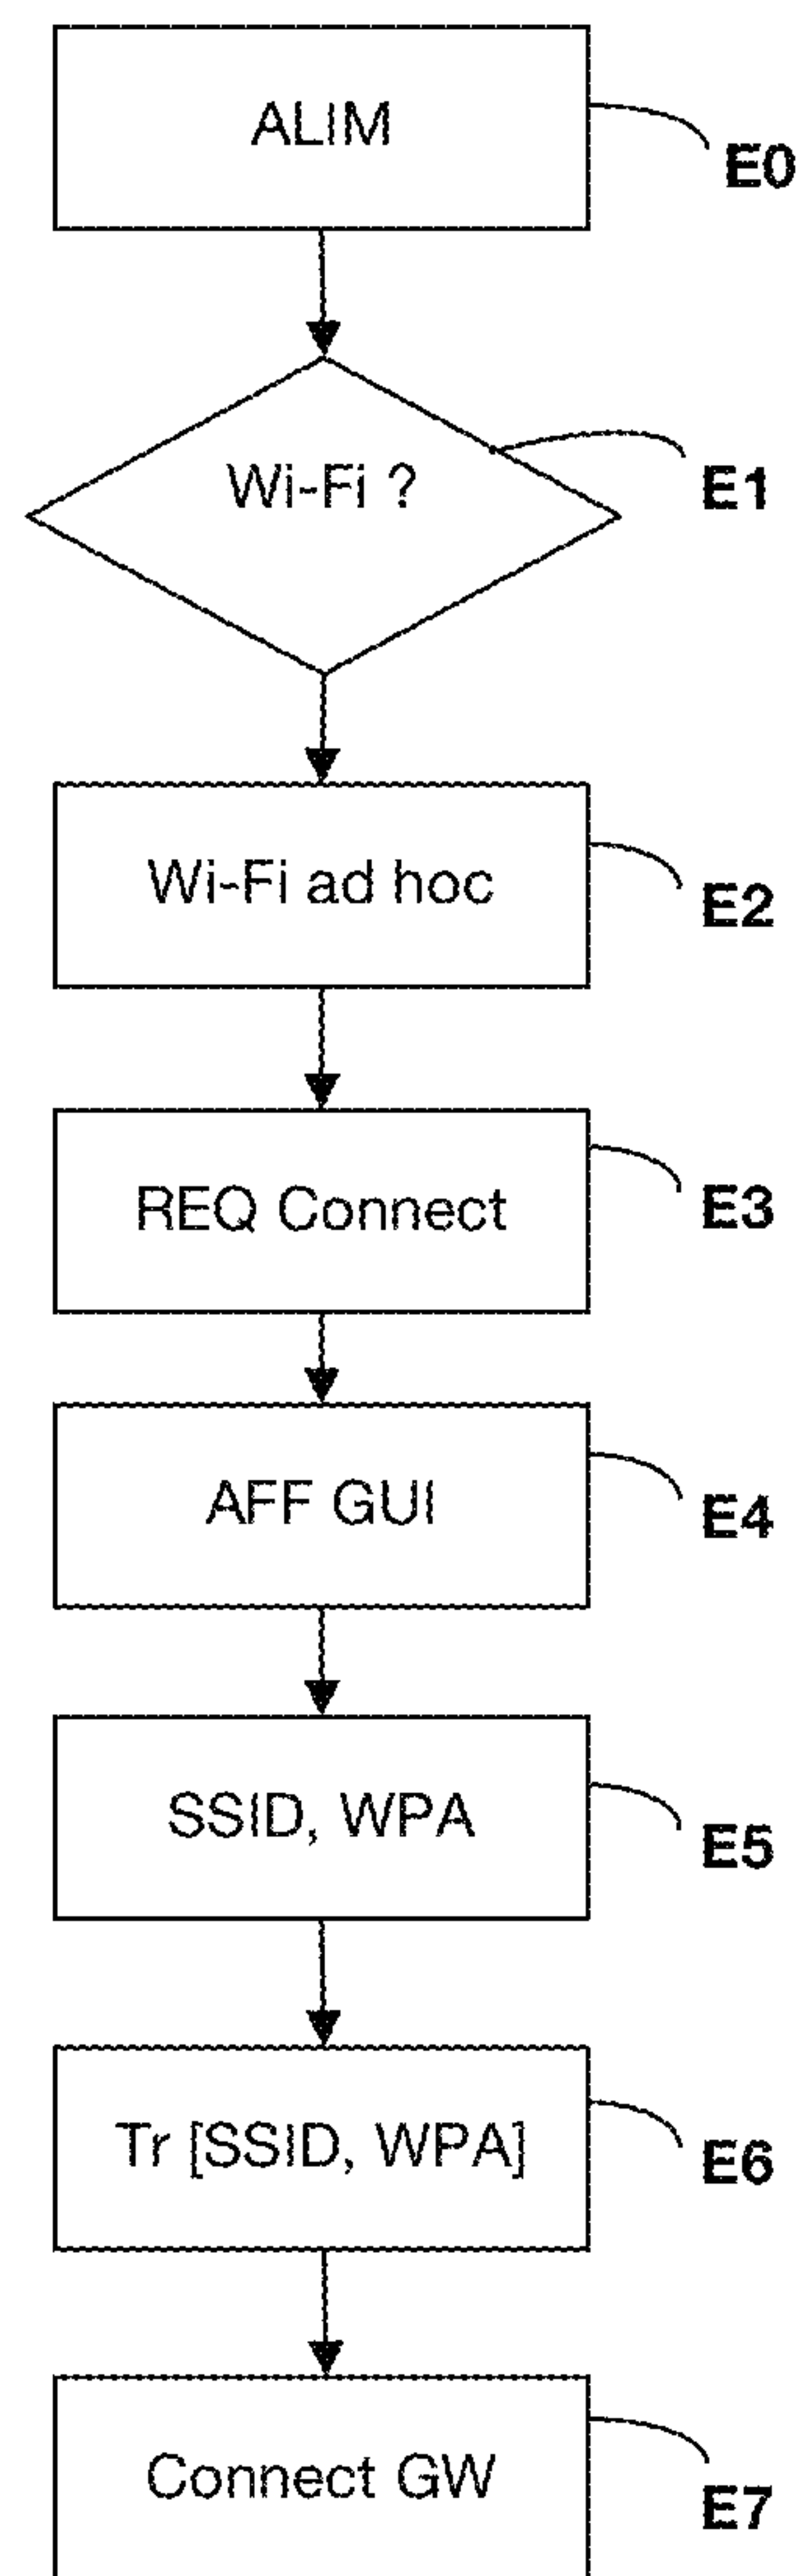 ALIM
E0
Wi-Fi ?
E1
Wi-Fi ad hoc
E2
REQ Connect
E3
AFF GUI
E4
SSID, WPA
E5
Tr [SSID, WPA]
E6
Connect GW
E7